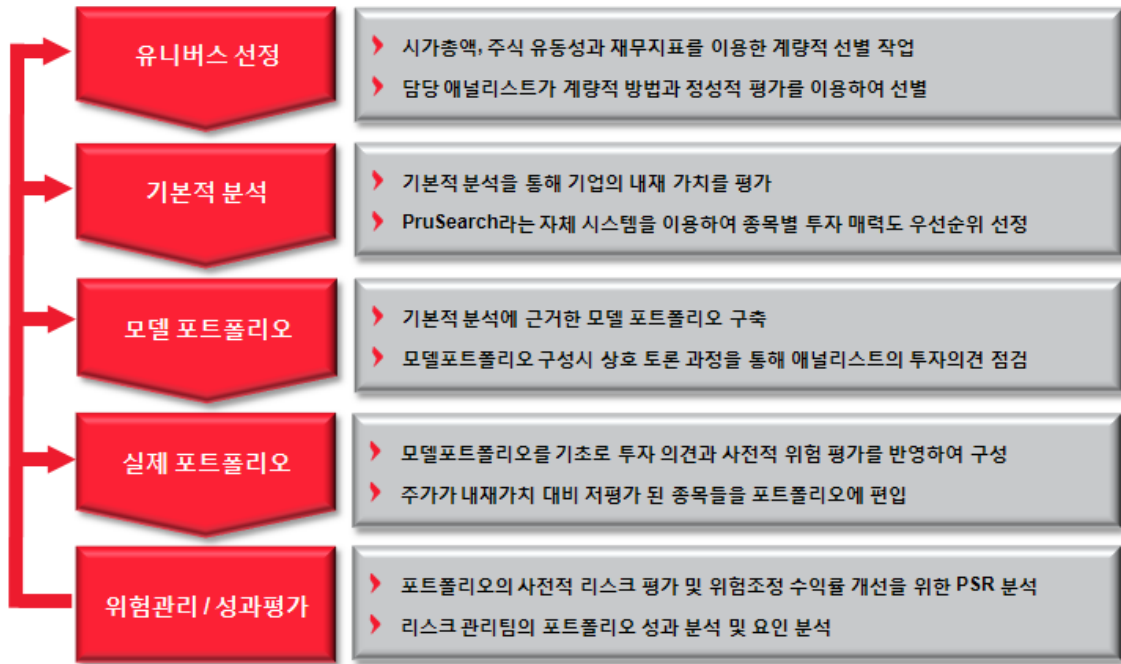 유니버스 선정
시가총액, 주식 유동성과 재무지표를 이용한 계량적 선별 작업
담당 애널리스트가 계량적 방법과 정성적 평가를 이용하여 선별
기본적 분석
기본적 분석을 통해 기업의 내재 가치를 평가
PruSearch라는 자체 시스템을 이용하여 종목별 투자 매력도 우선순위 선정
모델 포트폴리오
기본적 분석에 근거한 모델 포트폴리오 구축
모델포트폴리오 구성시 상호 토론 과정을 통해 애널리스트의 투자의견 점검
실제 포트폴리오
모델포트폴리오를 기초로 투자 의견과 사전적 위험 평가를 반영하여 구성
주가가 내재가치 대비 저평가 된 종목들을 포트폴리오에 편입
위험관리 / 성과평가
포트폴리오의 사전적 리스크 평가 및 위험조정 수익률 개선을 위한 PSR 분석
리스크 관리팀의 포트폴리오 성과 분석 및 요인 분석